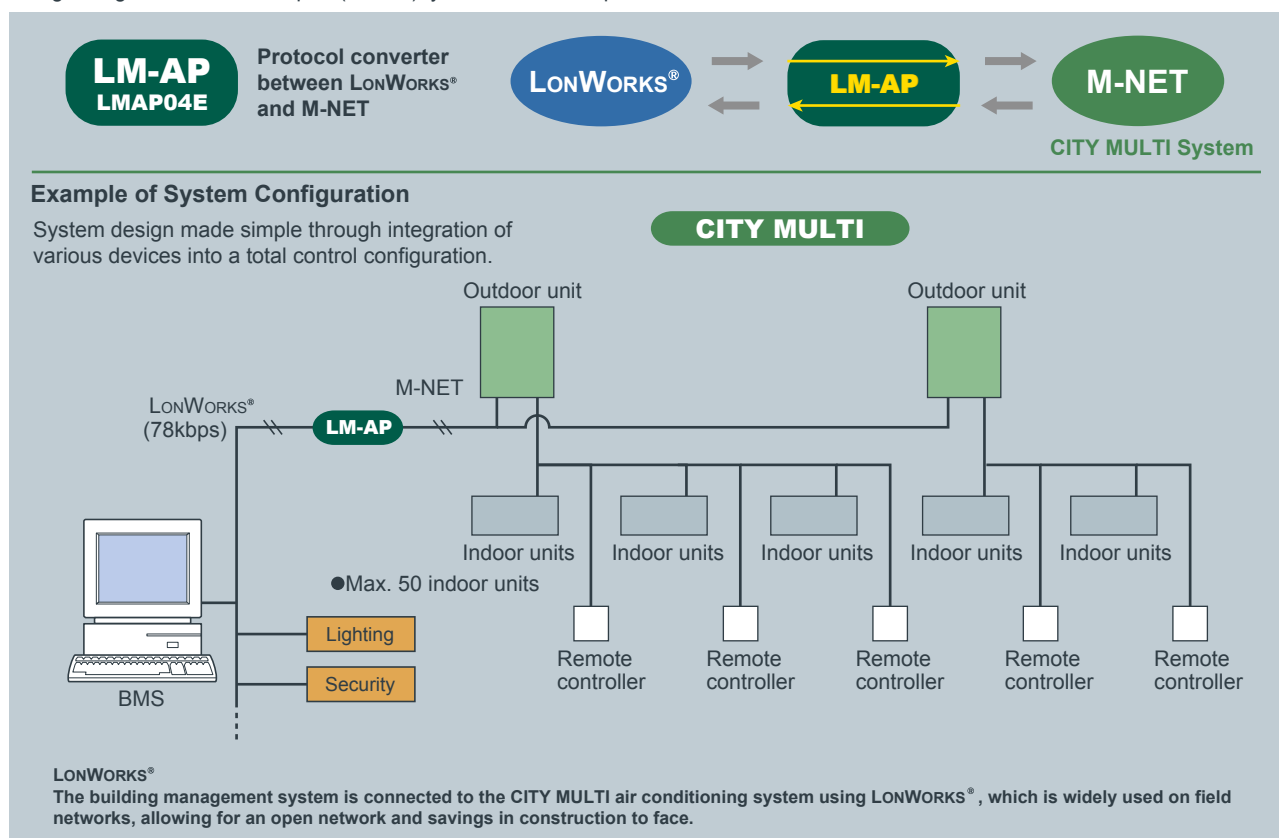 LM-AP
LMAP04E
Protocol converter
between LONWORKS®
and M-NET
LONWORKS®
LM-AP
M-NET
CITY MULTI System
Example of System Configuration
System design made simple through integration of
various devices into a total control configuration.
CITY MULTI
Outdoor unit
Outdoor unit
M-NET
LONWORKS®
(78kbps)
LM-AP
Indoor units
Indoor units
Indoor units
Indoor units
Indoor units
●Max. 50 indoor units
Lighting
Security
BMS
Remote
controller
Remote
controller
Remote
controller
Remote
controller
Remote
controller
LONWORKS®
The building management system is connected to the CITY MULTI air conditioning system using LONWORKS®, which is widely used on field
networks, allowing for an open network and savings in construction to face.